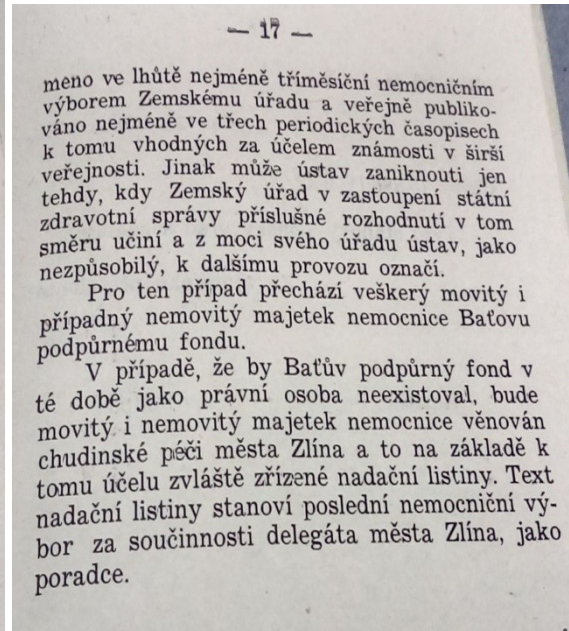 — 17 —
meno ve lhůtě nejméně tříměsíční nemocničním
výborem Zemskému úřadu a veřejně publiko-
váno nejméně ve třech periodických časopisech
k tomu vhodných za účelem známosti v širší
veřejnosti. Jinak může ústav zaniknouti jen
tehdy, kdy Zemský úřad v zastoupení státní
zdravotní správy příslušné rozhodnutí v tom
směru učiní a z moci svého úřadu ústav, jako
nezpůsobilý, k dalšímu provozu označí.
Pro ten případ přechází veškerý movitý i
případný nemovitý majetek nemocnice Baťovu
podpůrnému fondu.
V případě, že by Baťův podpůrný fond v
té době jako právní osoba neexistoval, bude
movitý i nemovitý majetek nemocnice věnován
chudinské péči města Zlína a to na základě k
tomu účelu zvláště zřízené nadační listiny. Text
nadační listiny stanoví poslední nemocniční vý-
bor za součinnosti delegáta města Zlína, jako
poradce.